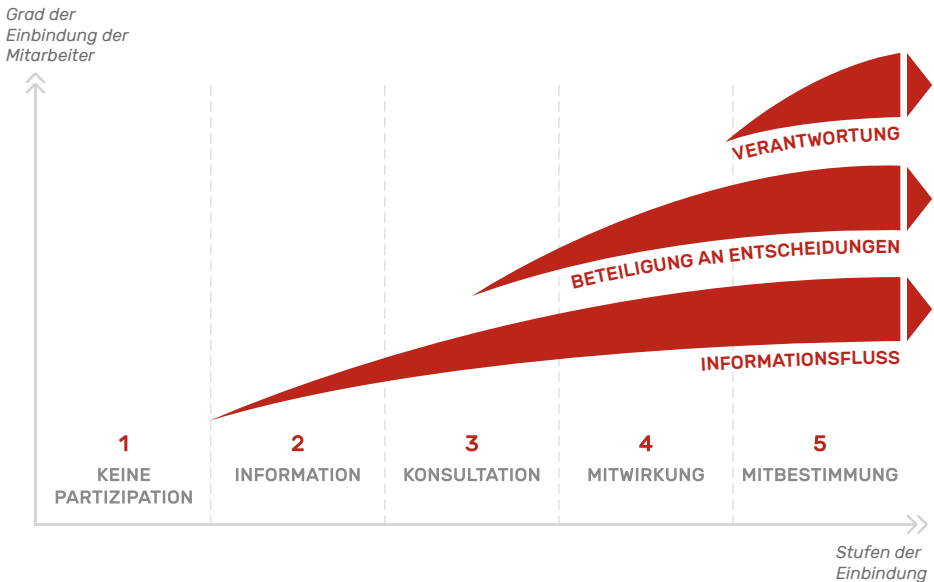 Grad der
Einbindung der
Mitarbeiter
VERANTWORTUNG
BETEILIGUNG AN ENTSCHEIDUNGEN
INFORMATIONSFLUSS
1
KEINE
PARTIZIPATION
2
INFORMATION
3
KONSULTATION
4
MITWIRKUNG
5
MITBESTIMMUNG
Stufen der
Einbindung